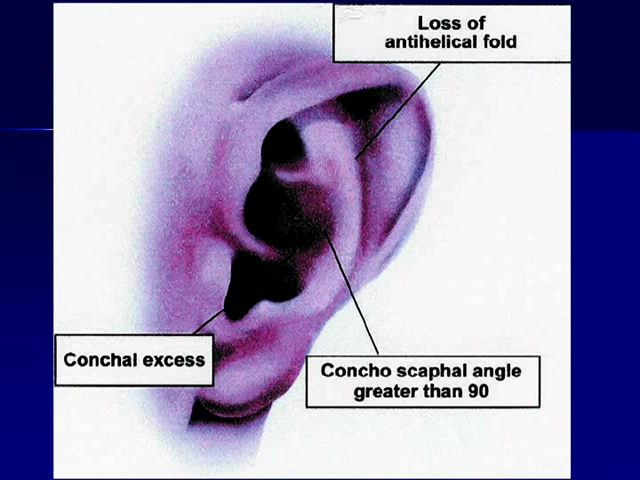 Loss of
antihelical fold
Conchal excess
Concho scaphal angle
greater than 90